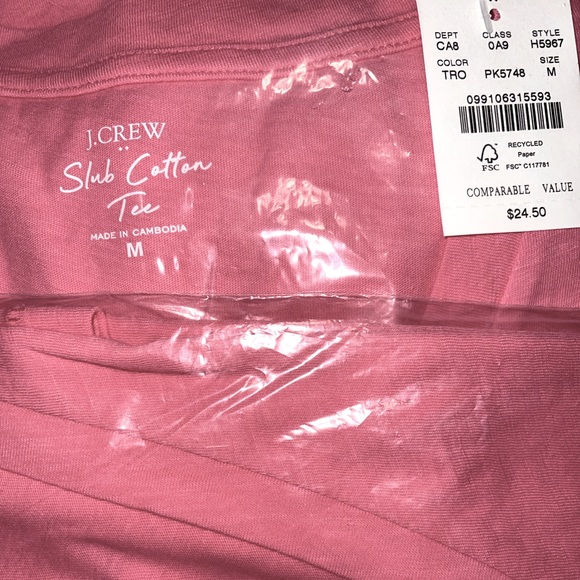 J.CREW
Slub Cotton
Tee
MADE IN CAMBODIA
M
DEPT CLASS STYLE
CA8 0A9 H5967
COLOR SIZE
TRO PK5748 M
099106315593
RECYCLED
Paper
FSC FSC™ C117781
COMPARABLE VALUE
$24.50